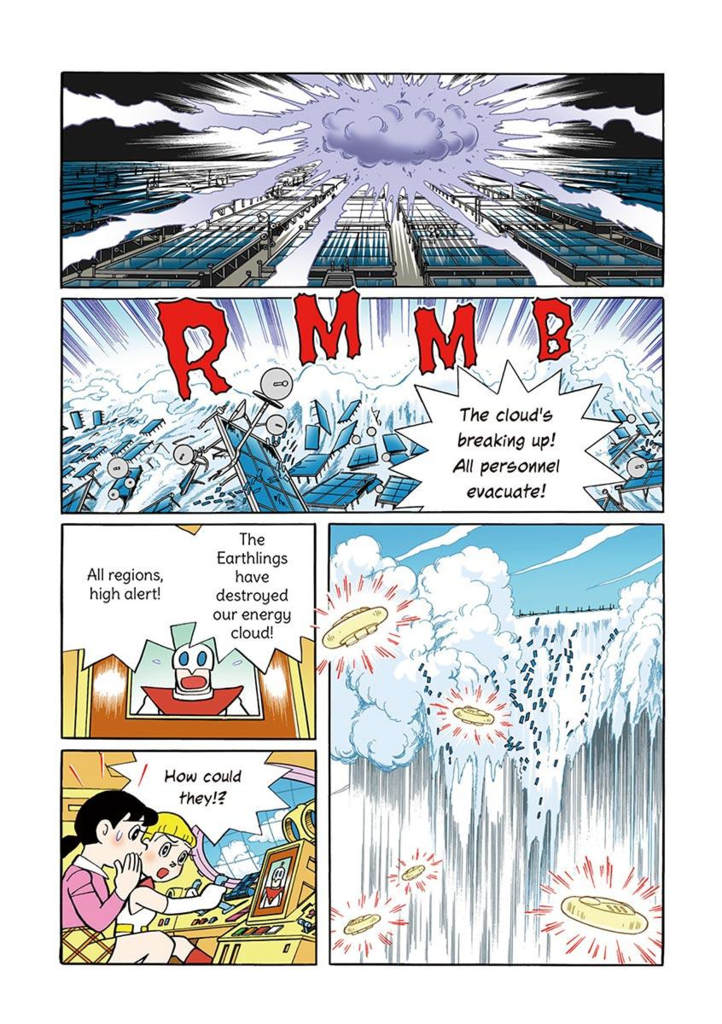 RMMB
The cloud's
breaking up!
All personnel
evacuate!
All regions,
high alert!
The
Earthlings
have
destroyed
our energy
cloud!
How could
they!?